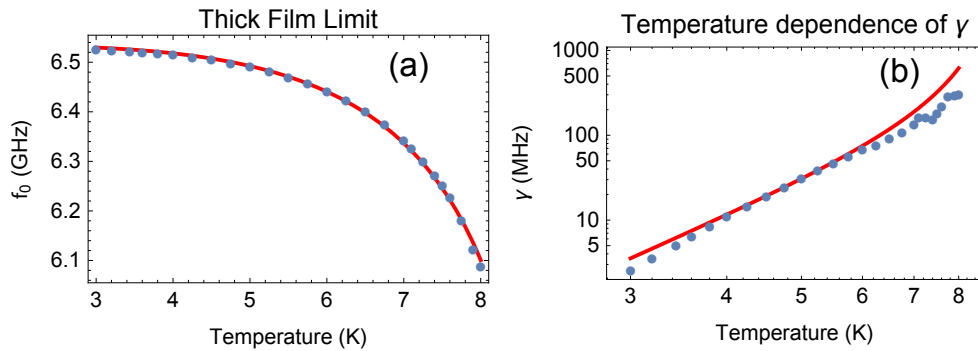 Thick Film Limit
(a)
f₀ (GHz)
6.5
6.4
6.3
6.2
6.1
3 4 5 6 7 8
Temperature (K)
Temperature dependence of γ
(b)
γ (MHz)
1000
500
100
50
10
5
3 4 5 6 7 8
Temperature (K)